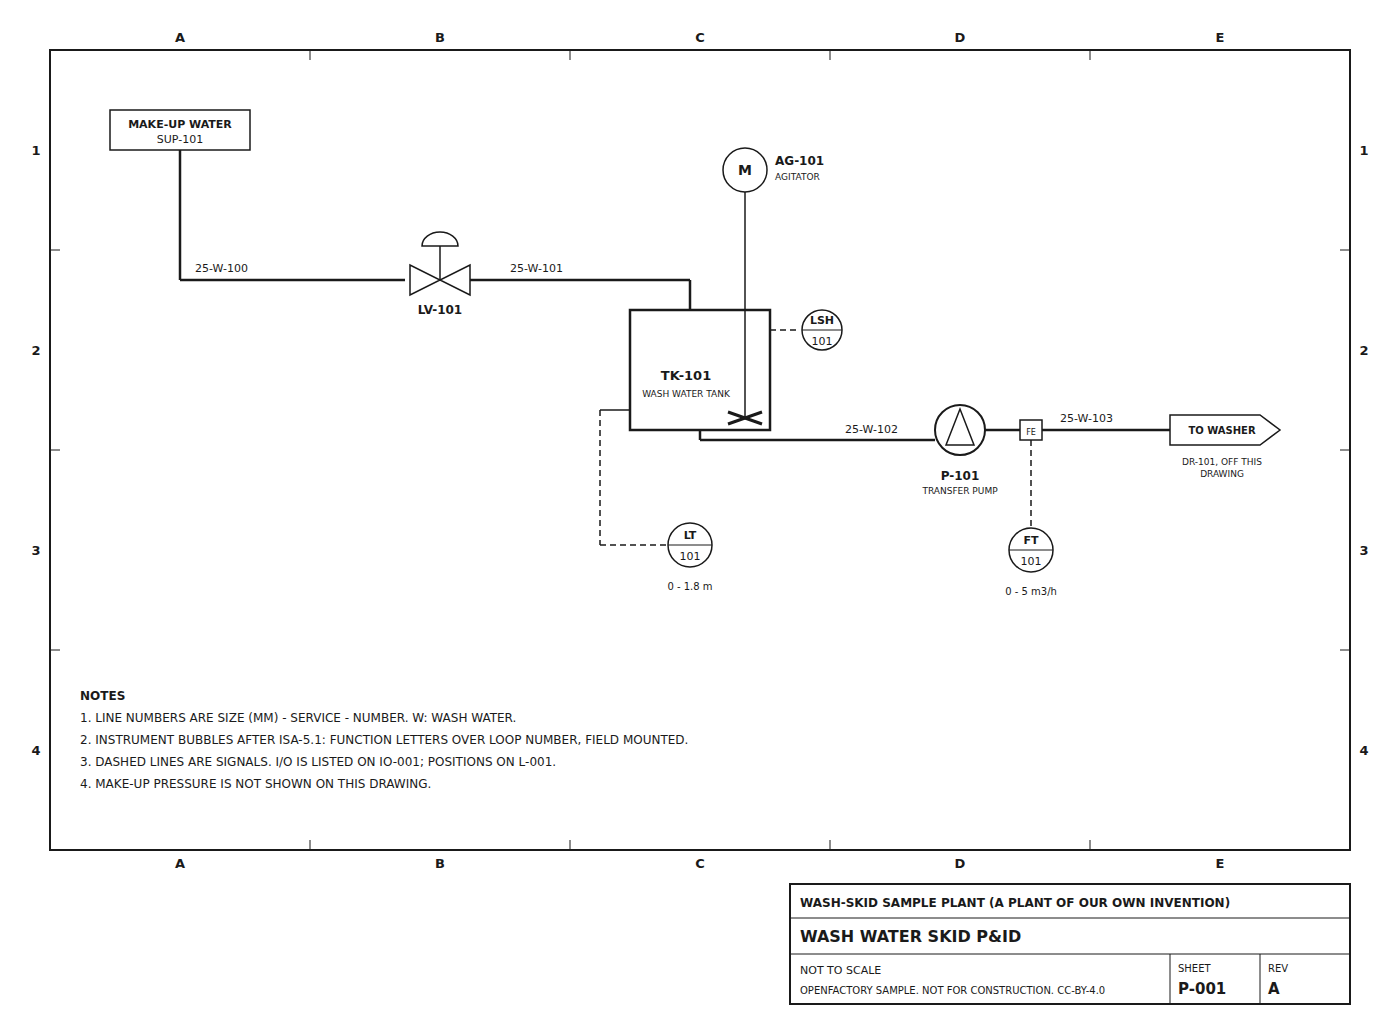 A B C D E
1 1
MAKE-UP WATER
SUP-101
M
AG-101
AGITATOR
25-W-100
25-W-101
LV-101
LSH
101
2 2
TK-101
WASH WATER TANK
25-W-102
P-101
TRANSFER PUMP
FE
25-W-103
TO WASHER
DR-101, OFF THIS
DRAWING
3 3
LT
101
0 - 1.8 m
FT
101
0 - 5 m3/h
NOTES
1. LINE NUMBERS ARE SIZE (MM) - SERVICE - NUMBER. W: WASH WATER.
2. INSTRUMENT BUBBLES AFTER ISA-5.1: FUNCTION LETTERS OVER LOOP NUMBER, FIELD MOUNTED.
4 4
3. DASHED LINES ARE SIGNALS. I/O IS LISTED ON IO-001; POSITIONS ON L-001.
4. MAKE-UP PRESSURE IS NOT SHOWN ON THIS DRAWING.
A B C D E
WASH-SKID SAMPLE PLANT (A PLANT OF OUR OWN INVENTION)
WASH WATER SKID P&ID
NOT TO SCALE
OPENFACTORY SAMPLE. NOT FOR CONSTRUCTION. CC-BY-4.0
SHEET
P-001
REV
A